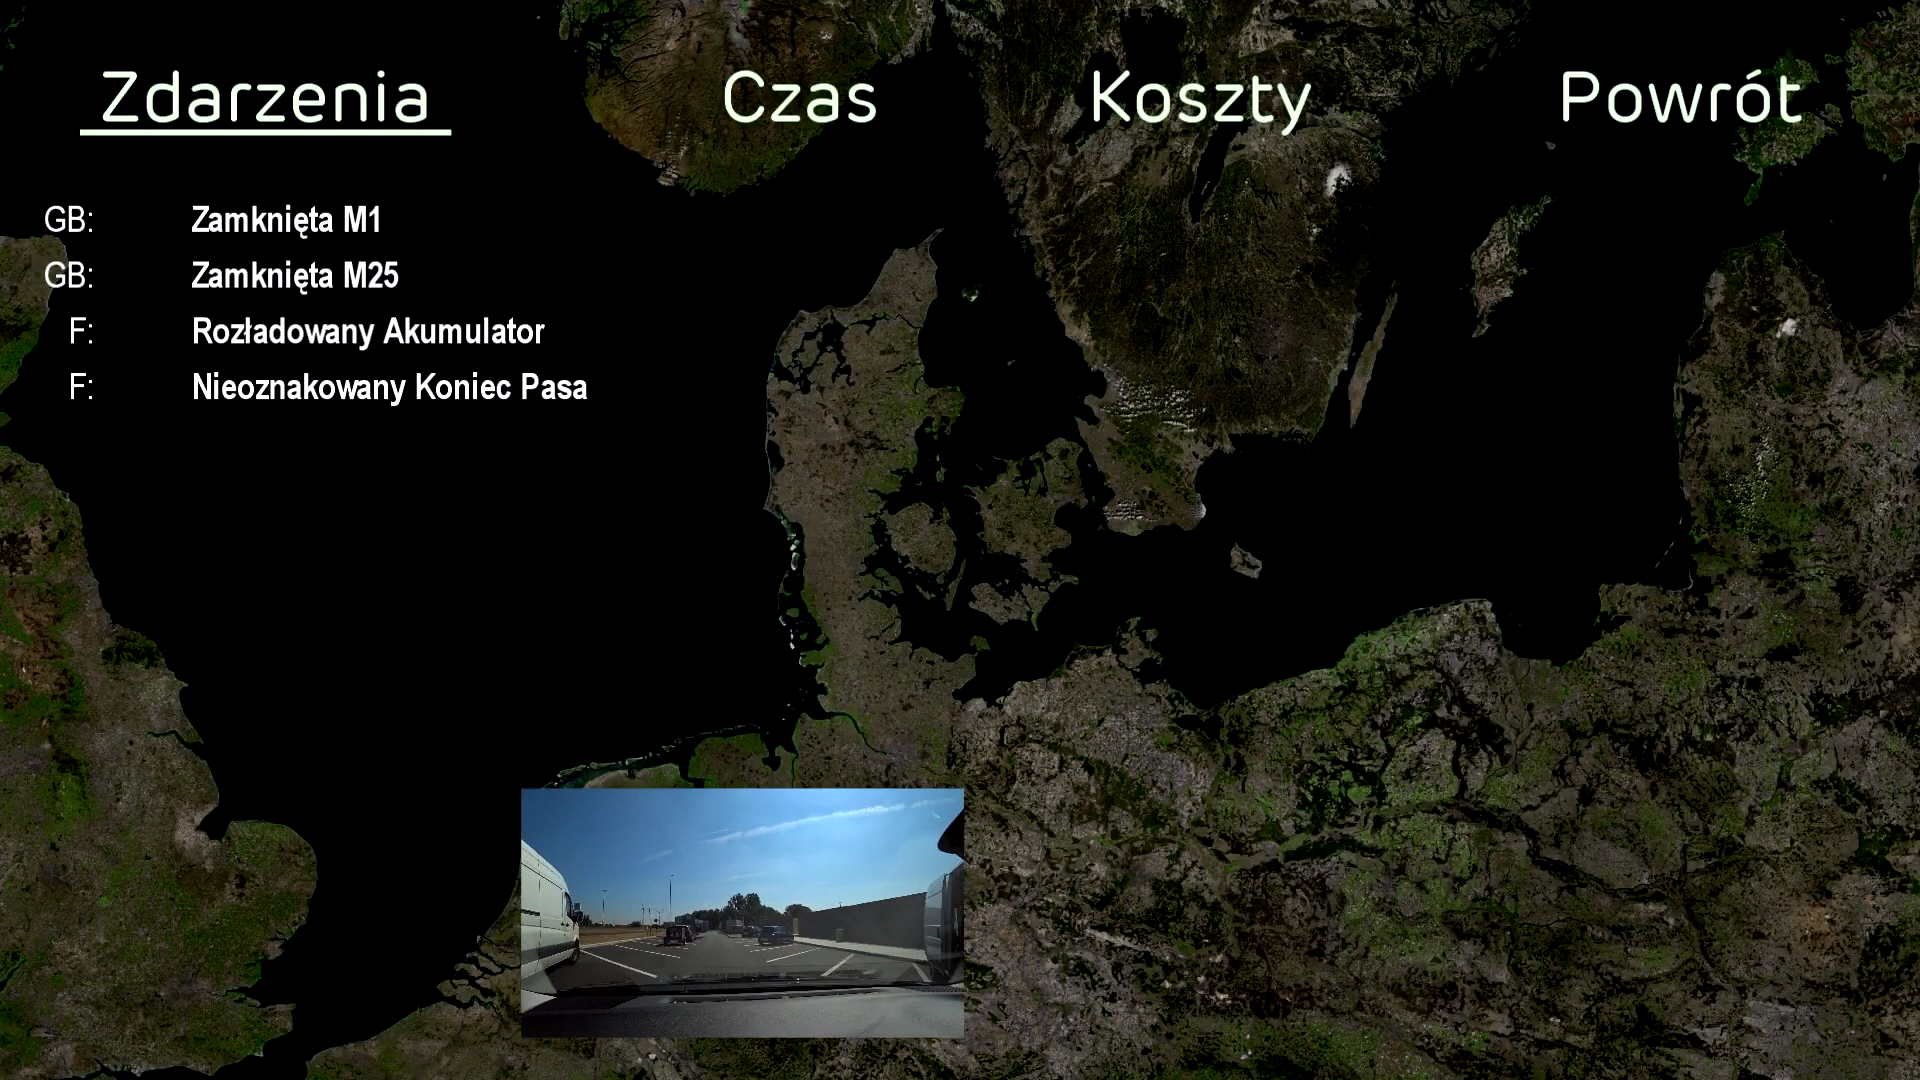 Zdarzenia Czas Koszty Powrót
GB: Zamknięta M1
GB: Zamknięta M25
F: Rozładowany Akumulator
F: Nieoznakowany Koniec Pasa